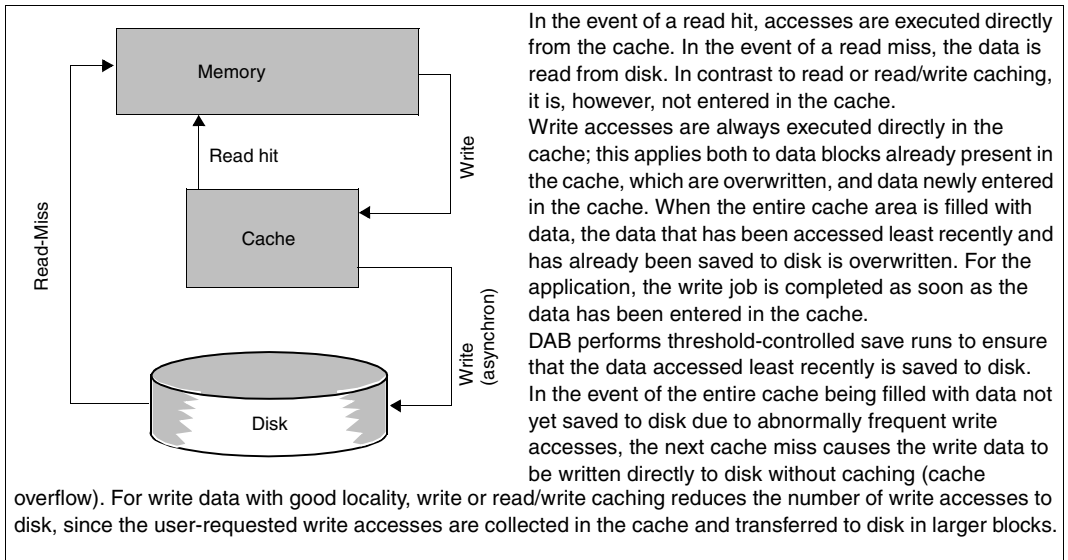 Memory
Read hit
Write
Cache
Read-Miss
Write
(asynchron)
Disk
In the event of a read hit, accesses are executed directly
from the cache. In the event of a read miss, the data is
read from disk. In contrast to read or read/write caching,
it is, however, not entered in the cache.
Write accesses are always executed directly in the
cache; this applies both to data blocks already present in
the cache, which are overwritten, and data newly entered
in the cache. When the entire cache area is filled with
data, the data that has been accessed least recently and
has already been saved to disk is overwritten. For the
application, the write job is completed as soon as the
data has been entered in the cache.
DAB performs threshold-controlled save runs to ensure
that the data accessed least recently is saved to disk.
In the event of the entire cache being filled with data not
yet saved to disk due to abnormally frequent write
accesses, the next cache miss causes the write data to
be written directly to disk without caching (cache
overflow). For write data with good locality, write or read/write caching reduces the number of write accesses to
disk, since the user-requested write accesses are collected in the cache and transferred to disk in larger blocks.